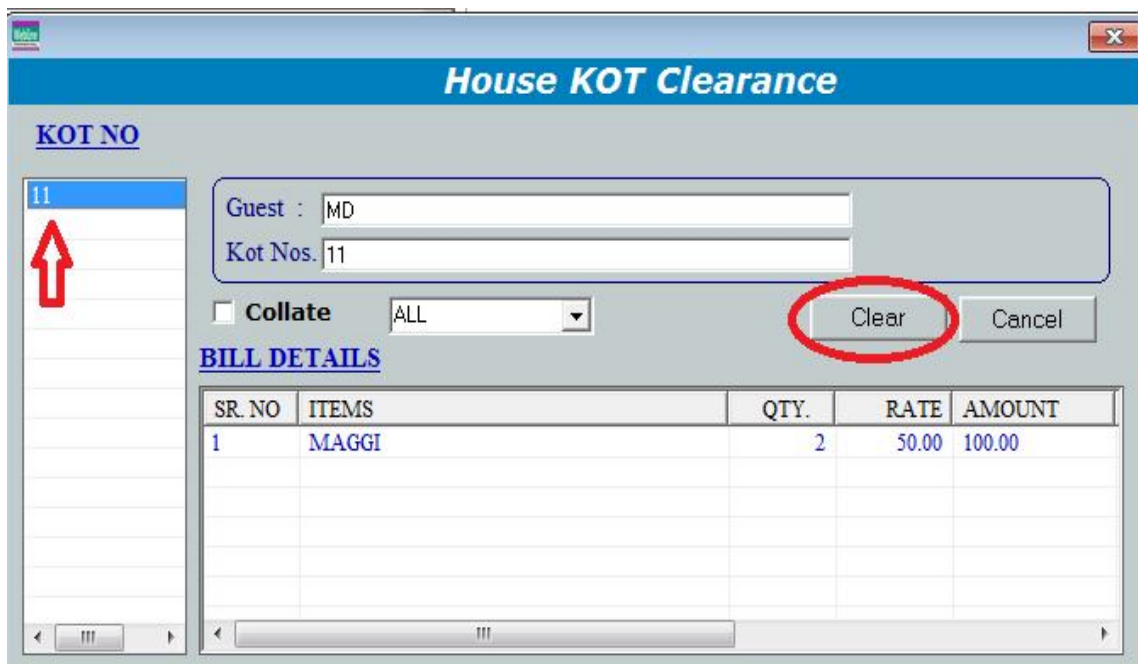 House KOT Clearance
KOT NO
11
Guest : MD
Kot Nos. 11
Collate ALL Clear Cancel
BILL DETAILS
SR. NO ITEMS QTY. RATE AMOUNT
1 MAGGI 2 50.00 100.00